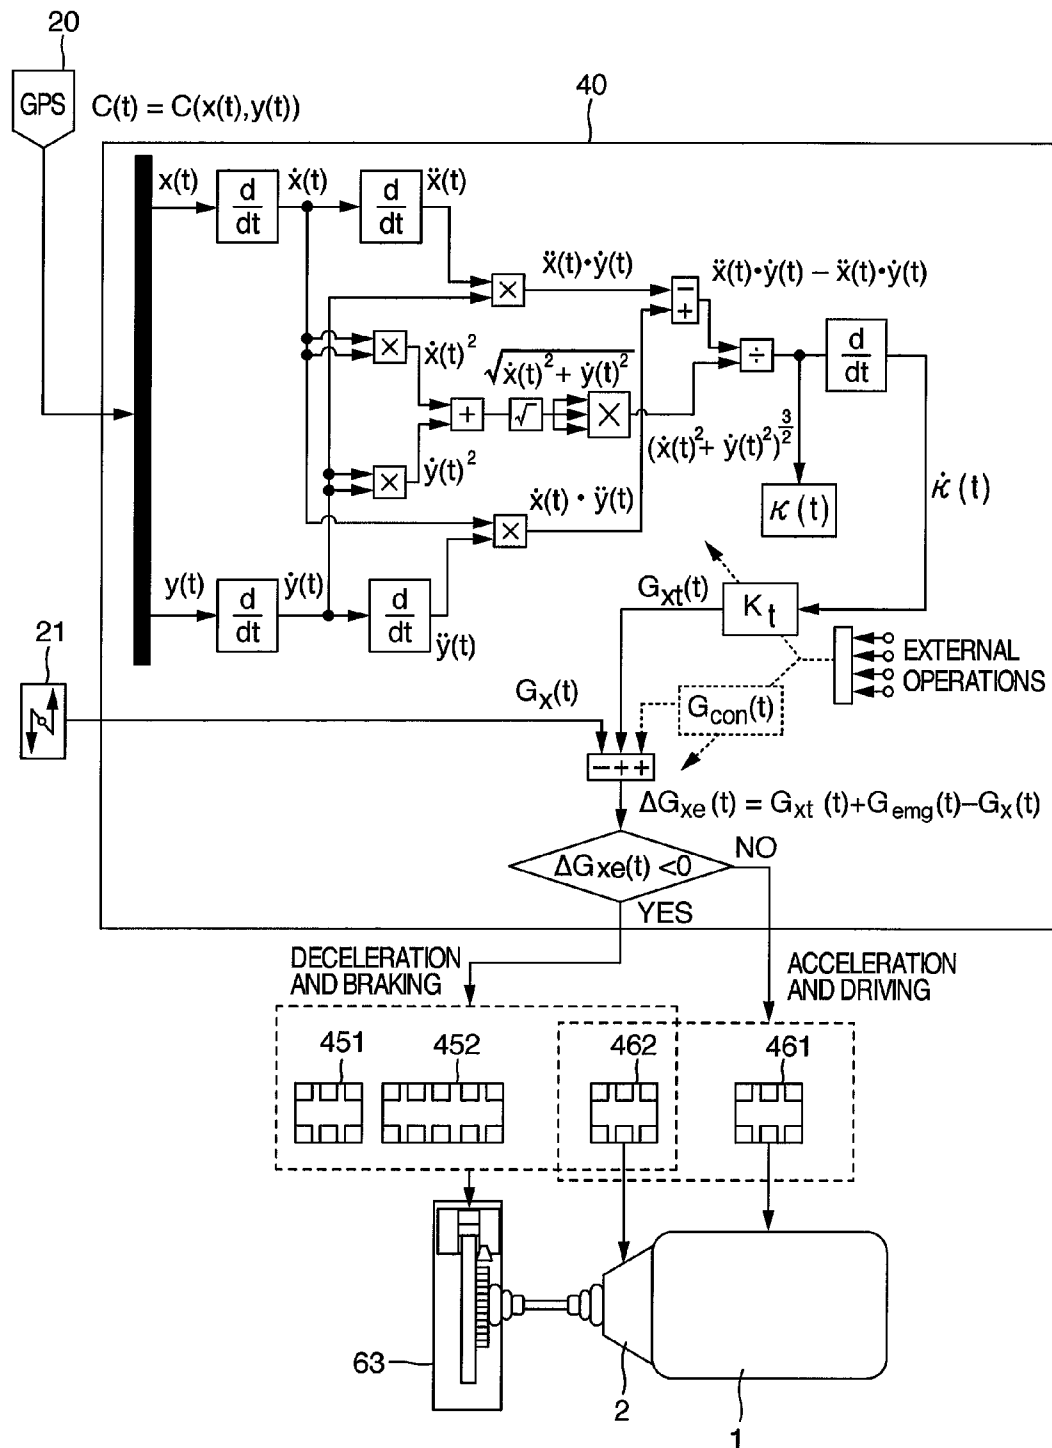 20
GPS
C(t) = C(x(t),y(t))
40
x(t)
d
dt
ẋ(t)
d
dt
ẍ(t)
×
ẍ(t)•ẏ(t)
−
+
ẍ(t)•ẏ(t) − ẍ(t)•ẏ(t)
×
ẋ(t)²
√ẋ(t)² + ẏ(t)²
÷
d
dt
+
√
×
(ẋ(t)²+ ẏ(t)²)^3/2
×
ẏ(t)²
ẋ(t) • ÿ(t)
×
κ(t)
κ̇(t)
y(t)
d
dt
ẏ(t)
d
dt
ÿ(t)
Gxt(t)
Kt
21
EXTERNAL
OPERATIONS
Gx(t)
Gcon(t)
−++
ΔGxe(t) = Gxt (t)+Gemg(t)−Gx(t)
ΔGxe(t) <0
NO
YES
DECELERATION
AND BRAKING
ACCELERATION
AND DRIVING
451
452
462
461
63
2
1